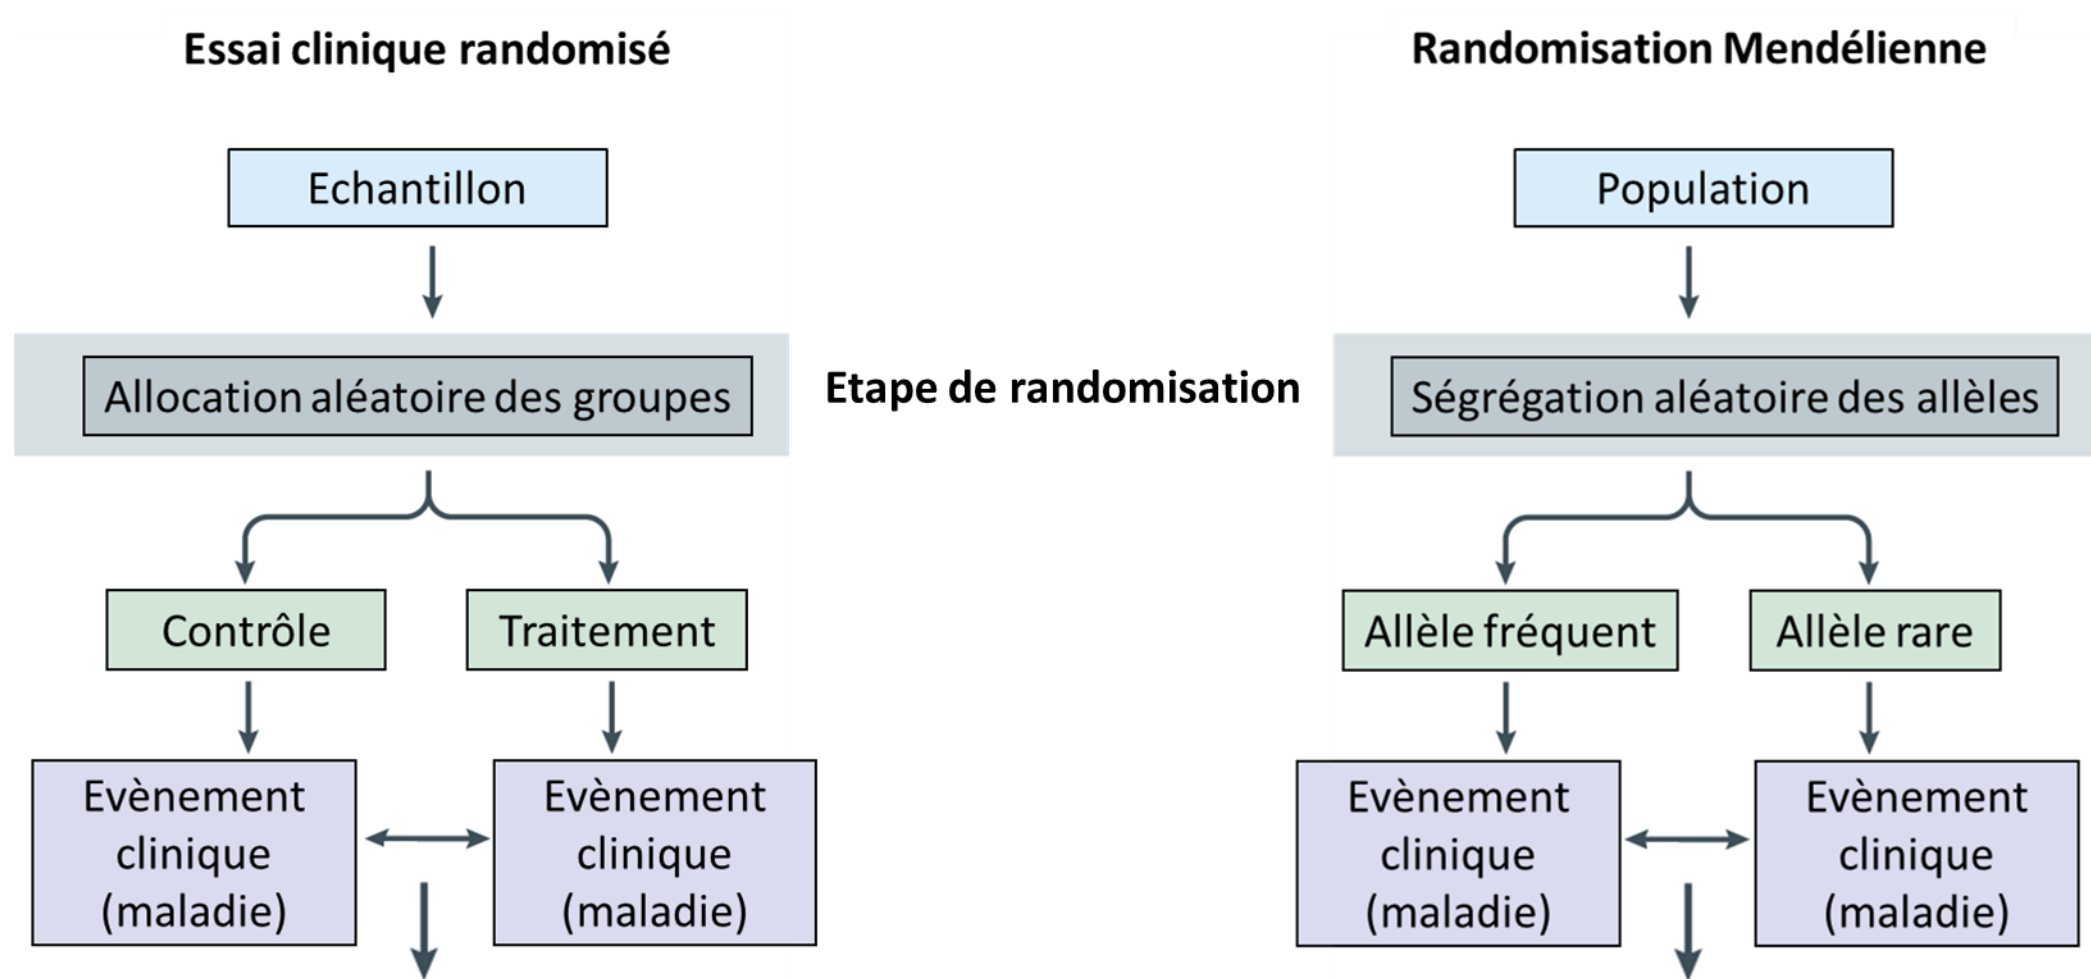 Essai clinique randomisé
Randomisation Mendélienne
Echantillon
Population
Allocation aléatoire des groupes
Etape de randomisation
Ségrégation aléatoire des allèles
Contrôle
Traitement
Allèle fréquent
Allèle rare
Evènement
clinique
(maladie)
Evènement
clinique
(maladie)
Evènement
clinique
(maladie)
Evènement
clinique
(maladie)